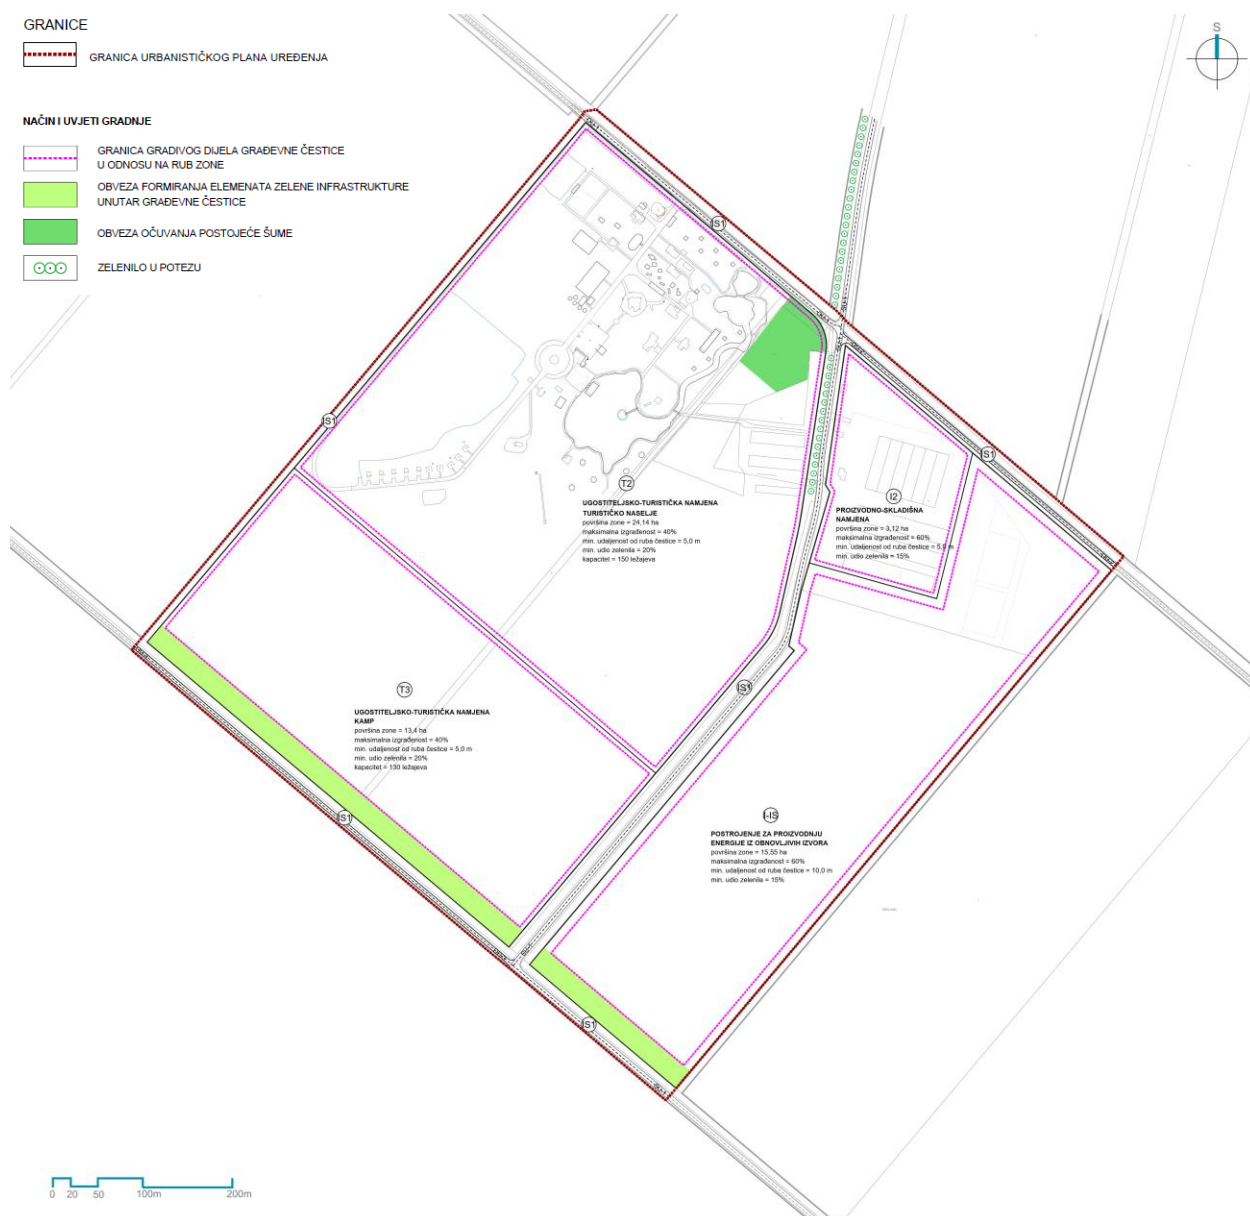 GRANICE
GRANICA URBANISTIČKOG PLANA UREĐENJA
NAČIN I UVJETI GRADNJE
GRANICA GRADIVOG DIJELA GRAĐEVNE ČESTICE
U ODNOSU NA RUB ZONE
OBVEZA FORMIRANJA ELEMENATA ZELENE INFRASTRUKTURE
UNUTAR GRAĐEVNE ČESTICE
OBVEZA OČUVANJA POSTOJEĆE ŠUME
ZELENILO U POTEZU
S
IS1
IS1
IS1
T2
UGOSTITELJSKO-TURISTIČKA NAMJENA
TURISTIČKO NASELJE
površina zone = 24,14 ha
maksimalna izgrađenost = 40%
min. udaljenost od ruba čestice = 5,0 m
min. udio zelenila = 20%
kapacitet = 150 ležajeva
I2
PROIZVODNO-SKLADIŠNA
NAMJENA
površina zone = 3,12 ha
maksimalna izgrađenost = 60%
min. udaljenost od ruba čestice = 5,0 m
min. udio zelenila = 15%
IS1
T3
UGOSTITELJSKO-TURISTIČKA NAMJENA
KAMP
površina zone = 13,4 ha
maksimalna izgrađenost = 40%
min. udaljenost od ruba čestice = 5,0 m
min. udio zelenila = 20%
kapacitet = 130 ležajeva
IS1
I-IS
POSTROJENJE ZA PROIZVODNJU
ENERGIJE IZ OBNOVLJIVIH IZVORA
površina zone = 15,55 ha
maksimalna izgrađenost = 60%
min. udaljenost od ruba čestice = 10,0 m
min. udio zelenila = 15%
IS1
0 20 50 100m 200m